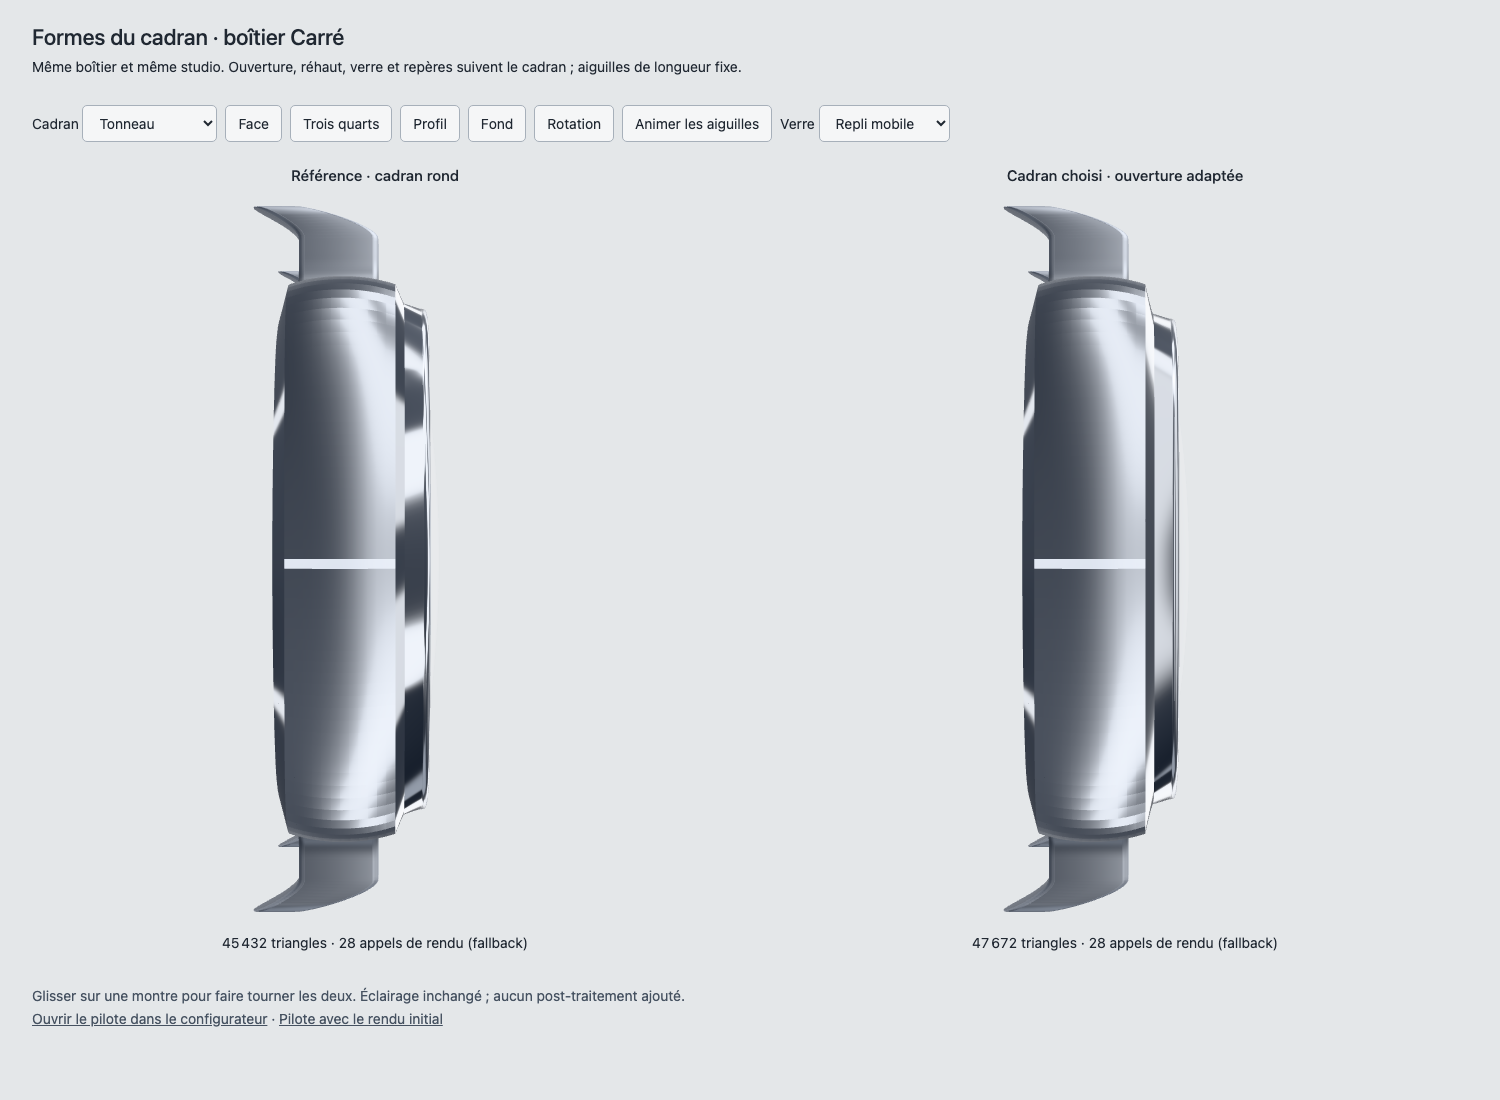 Formes du cadran · boîtier Carré
Même boîtier et même studio. Ouverture, réhaut, verre et repères suivent le cadran ; aiguilles de longueur fixe.
Cadran Tonneau Face Trois quarts Profil Fond Rotation Animer les aiguilles Verre Repli mobile
Référence · cadran rond
Cadran choisi · ouverture adaptée
45 432 triangles · 28 appels de rendu (fallback)
47 672 triangles · 28 appels de rendu (fallback)
Glisser sur une montre pour faire tourner les deux. Éclairage inchangé ; aucun post-traitement ajouté.
Ouvrir le pilote dans le configurateur · Pilote avec le rendu initial